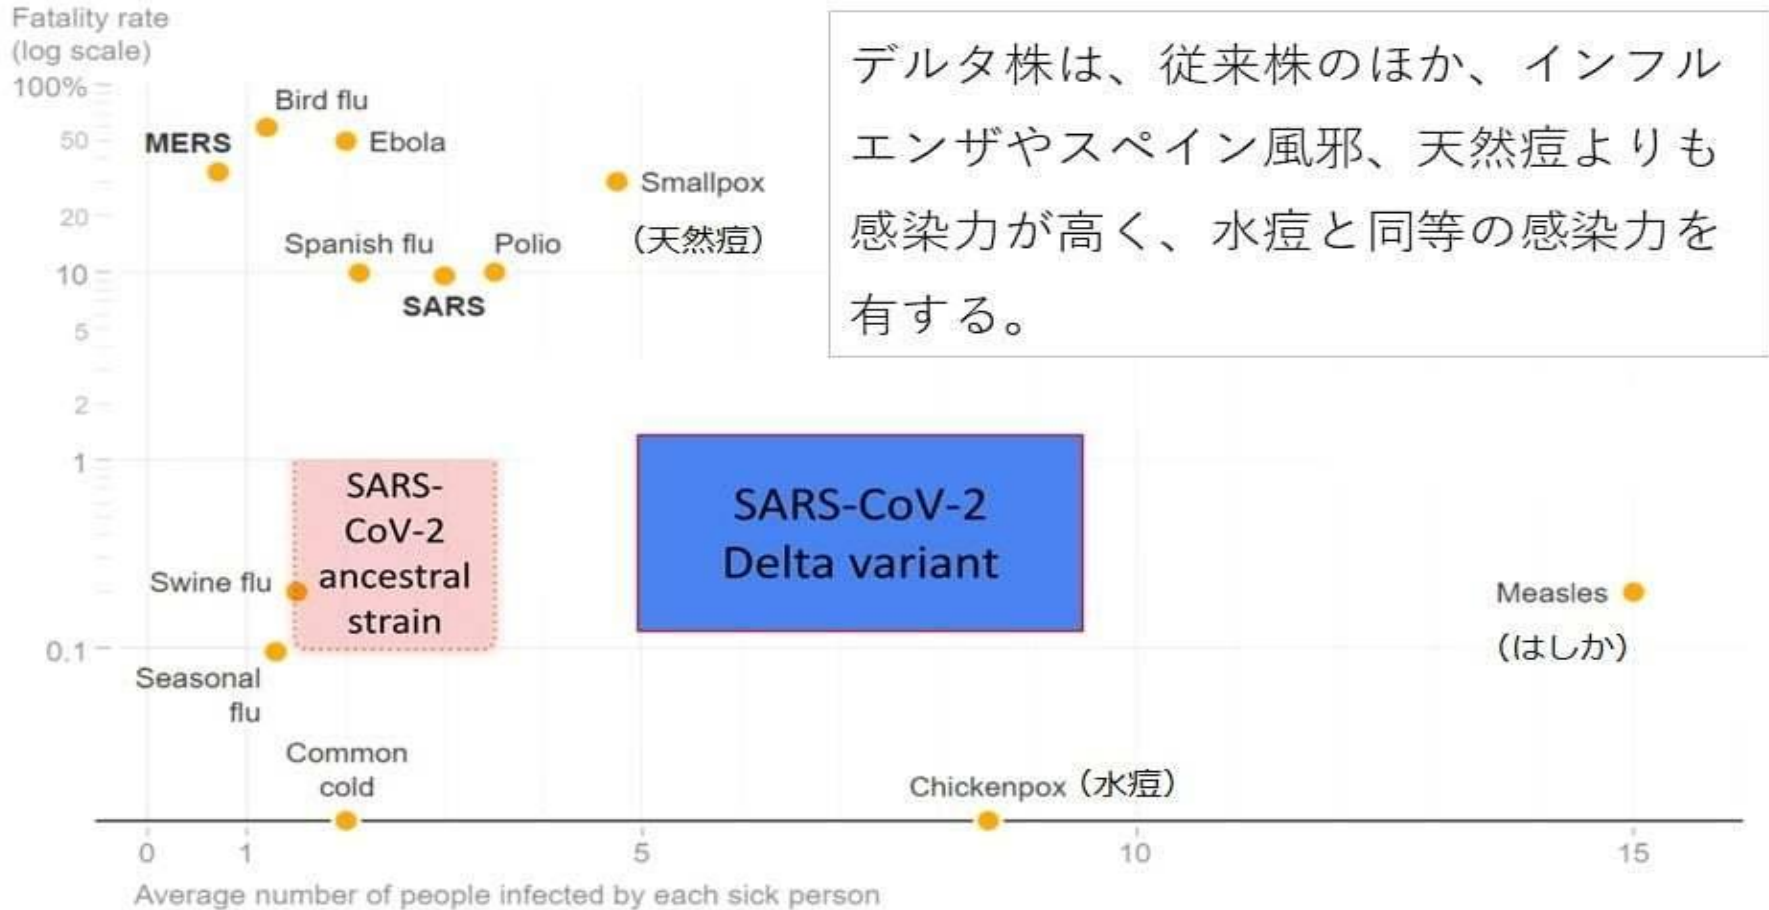 Fatality rate
(log scale)
100%
50
20
10
5
2
1
0.1
デルタ株は、従来株のほか、インフル
エンザやスペイン風邪、天然痘よりも
感染力が高く、水痘と同等の感染力を
有する。
Bird flu
MERS
Ebola
Smallpox
(天然痘)
Spanish flu
Polio
SARS
SARS-
CoV-2
ancestral
strain
SARS-CoV-2
Delta variant
Swine flu
Measles
(はしか)
Seasonal
flu
Common
cold
Chickenpox (水痘)
0
1
5
10
15
Average number of people infected by each sick person